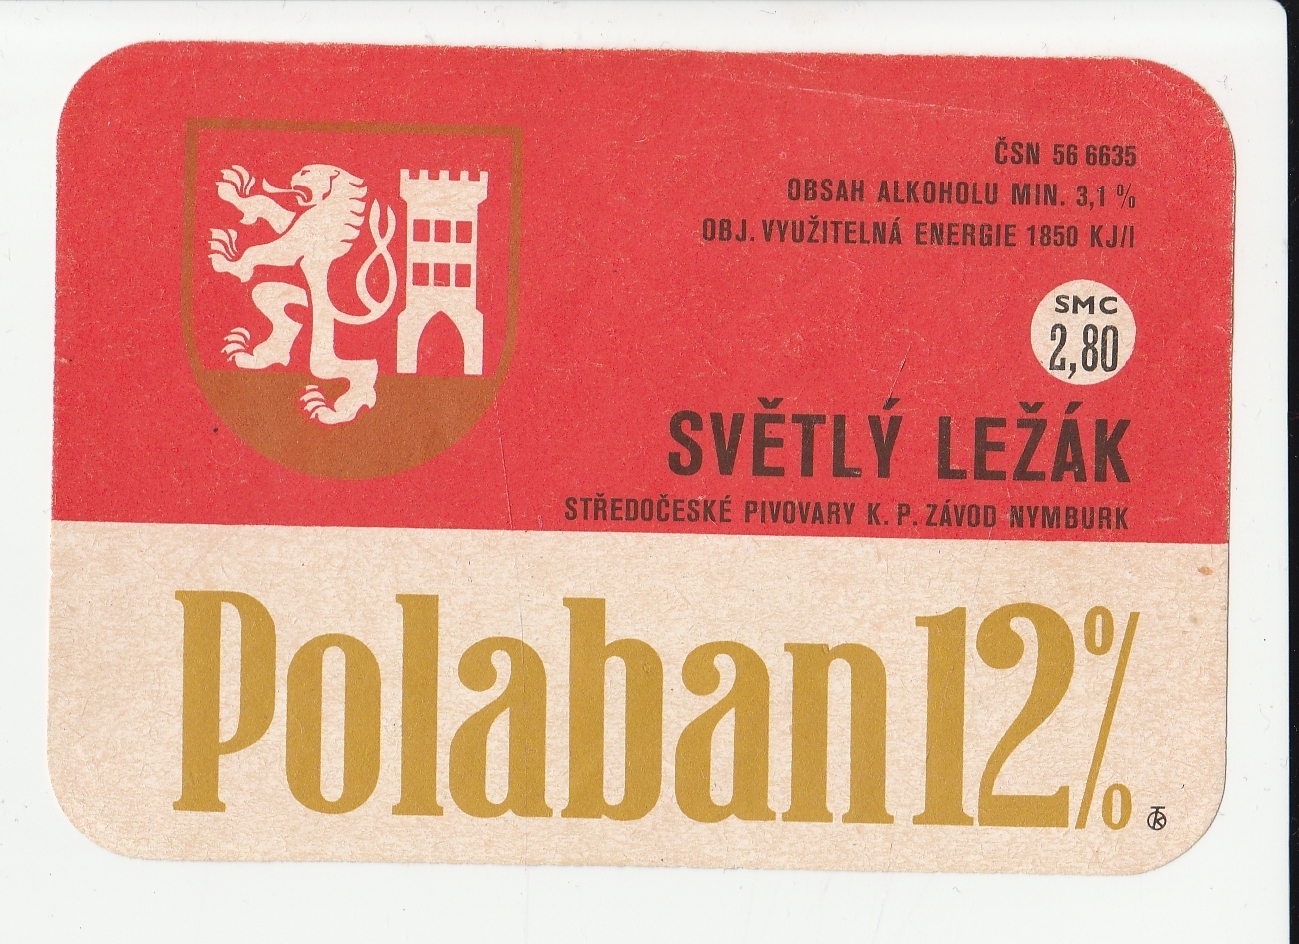 ČSN 56 6635
OBSAH ALKOHOLU MIN. 3,1 %
OBJ. VYUŽITELNÁ ENERGIE 1850 KJ/l
SMC
2,80
SVĚTLÝ LEŽÁK
STŘEDOČESKÉ PIVOVARY K. P. ZÁVOD NYMBURK
Polaban 12%